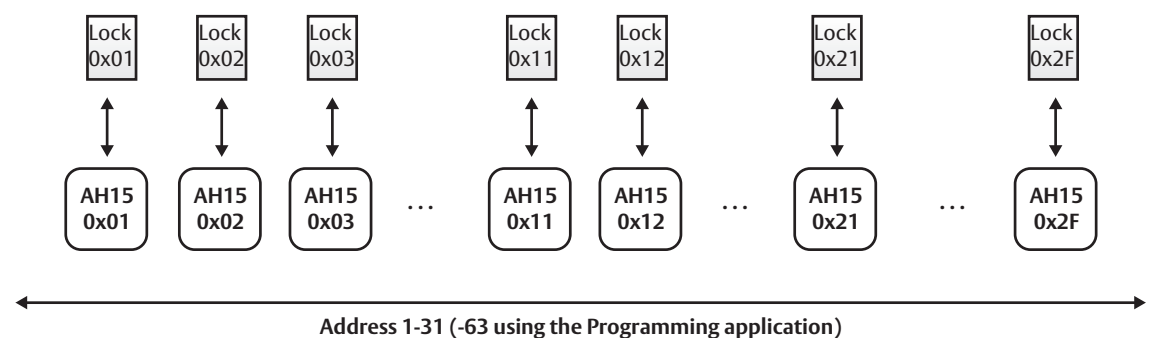 Lock
0x01
Lock
0x02
Lock
0x03
Lock
0x11
Lock
0x12
Lock
0x21
Lock
0x2F
AH15
0x01
AH15
0x02
AH15
0x03
...
AH15
0x11
AH15
0x12
...
AH15
0x21
...
AH15
0x2F
Address 1-31 (-63 using the Programming application)